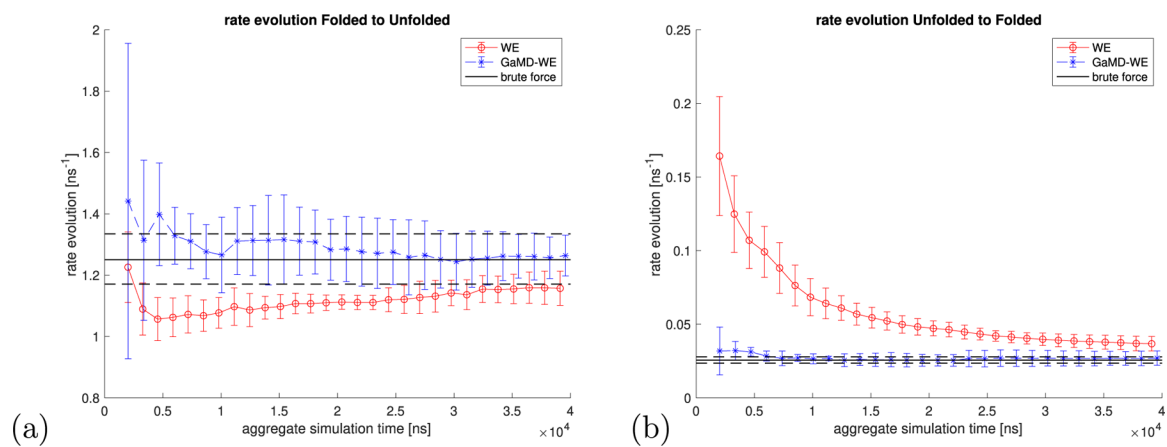 rate evolution Folded to Unfolded
2
1.8
1.6
1.4
1.2
1
0.8
rate evolution [ns-1]
WE
GaMD-WE
brute force
0 0.5 1 1.5 2 2.5 3 3.5 4
aggregate simulation time [ns]
×10^4
(a)
rate evolution Unfolded to Folded
0.25
0.2
0.15
0.1
0.05
0
rate evolution [ns-1]
WE
GaMD-WE
brute force
0 0.5 1 1.5 2 2.5 3 3.5 4
aggregate simulation time [ns]
×10^4
(b)